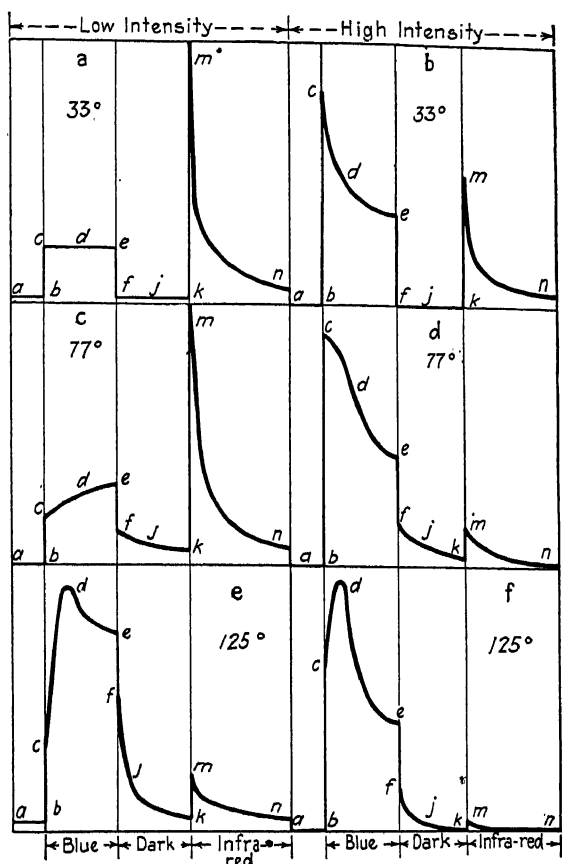 Low Intensity High Intensity
a m b
33° c 33°
d m
c d e e
a b f j k n a b f j k n
c m c d
77° d 77°
d e e
c f j f j m
a b k n a b k n
d e d f
e 125° 125°
f c
c j m e f
a b k n a b j k m n
Blue Dark Infra-red Blue Dark Infra-red